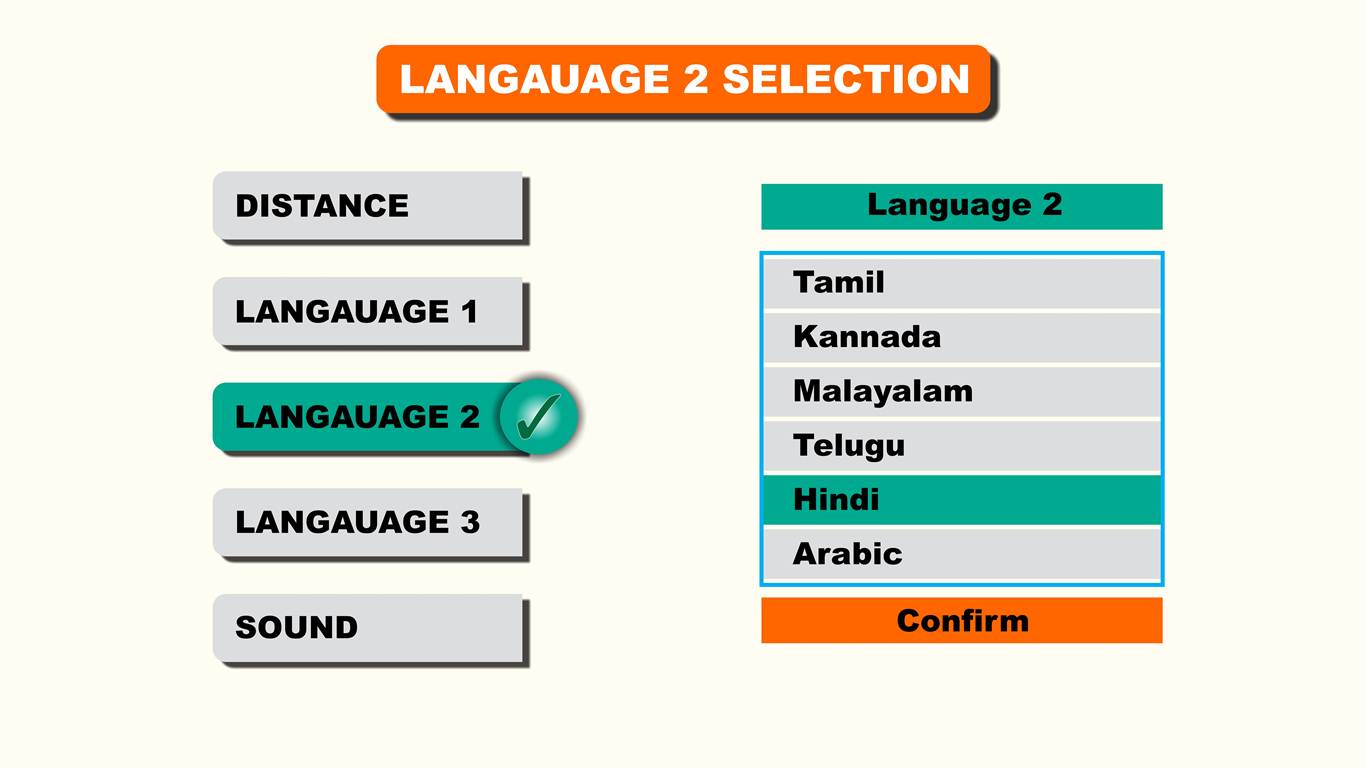 LANGAUAGE 2 SELECTION
DISTANCE
LANGAUAGE 1
LANGAUAGE 2
LANGAUAGE 3
SOUND
Language 2
Tamil
Kannada
Malayalam
Telugu
Hindi
Arabic
Confirm